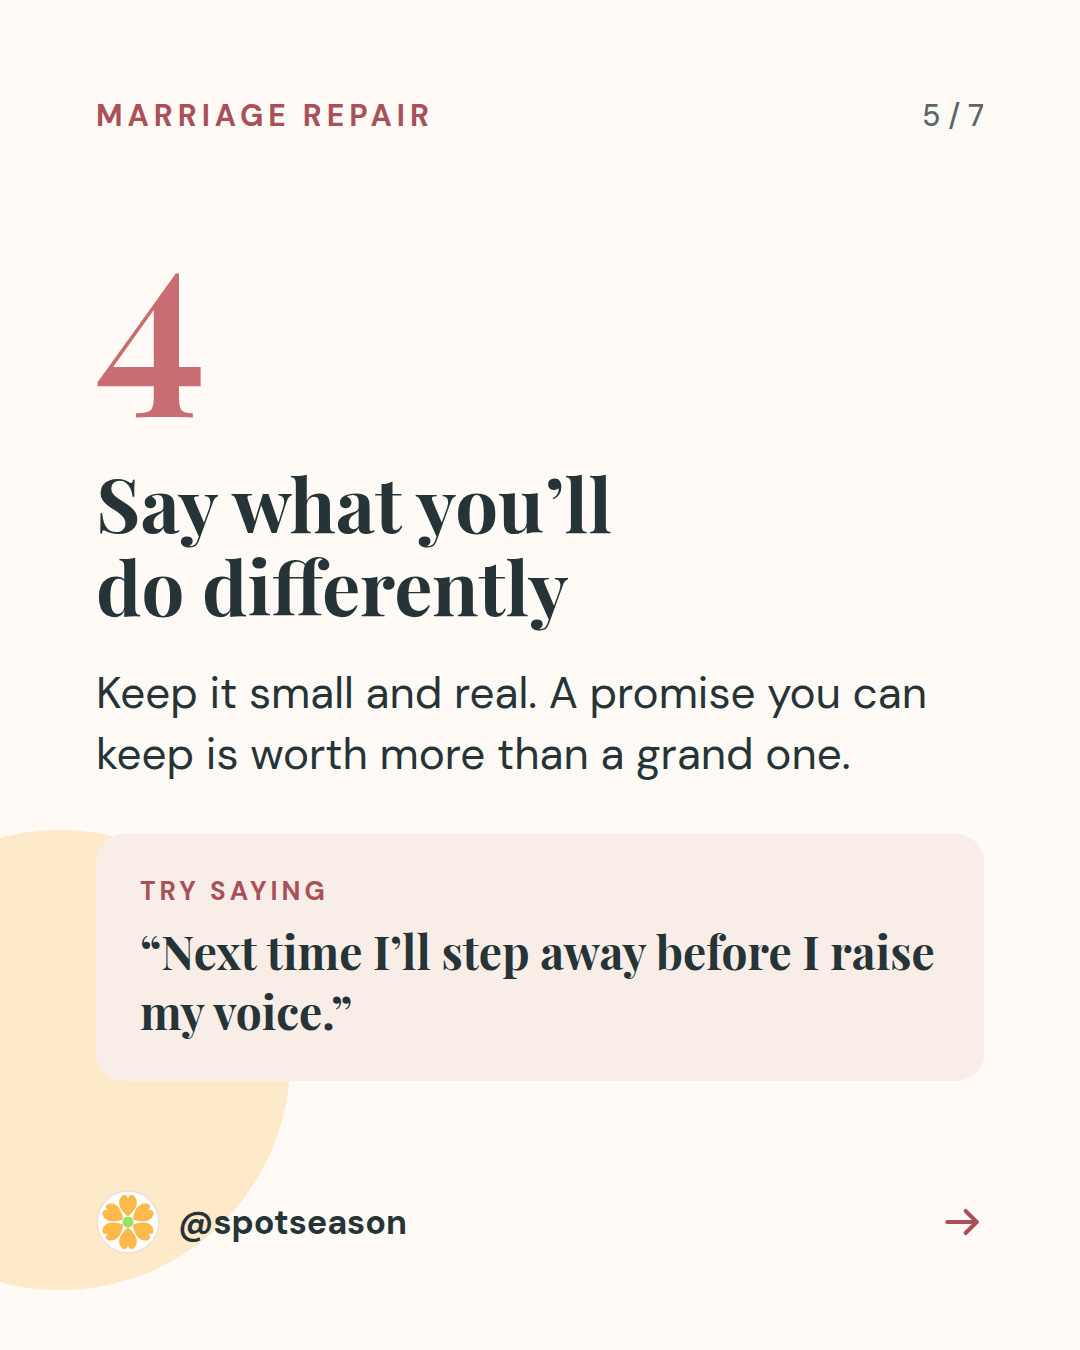 MARRIAGE REPAIR
5 / 7
4
Say what you’ll
do differently
Keep it small and real. A promise you can
keep is worth more than a grand one.
TRY SAYING
“Next time I’ll step away before I raise
my voice.”
@spotseason